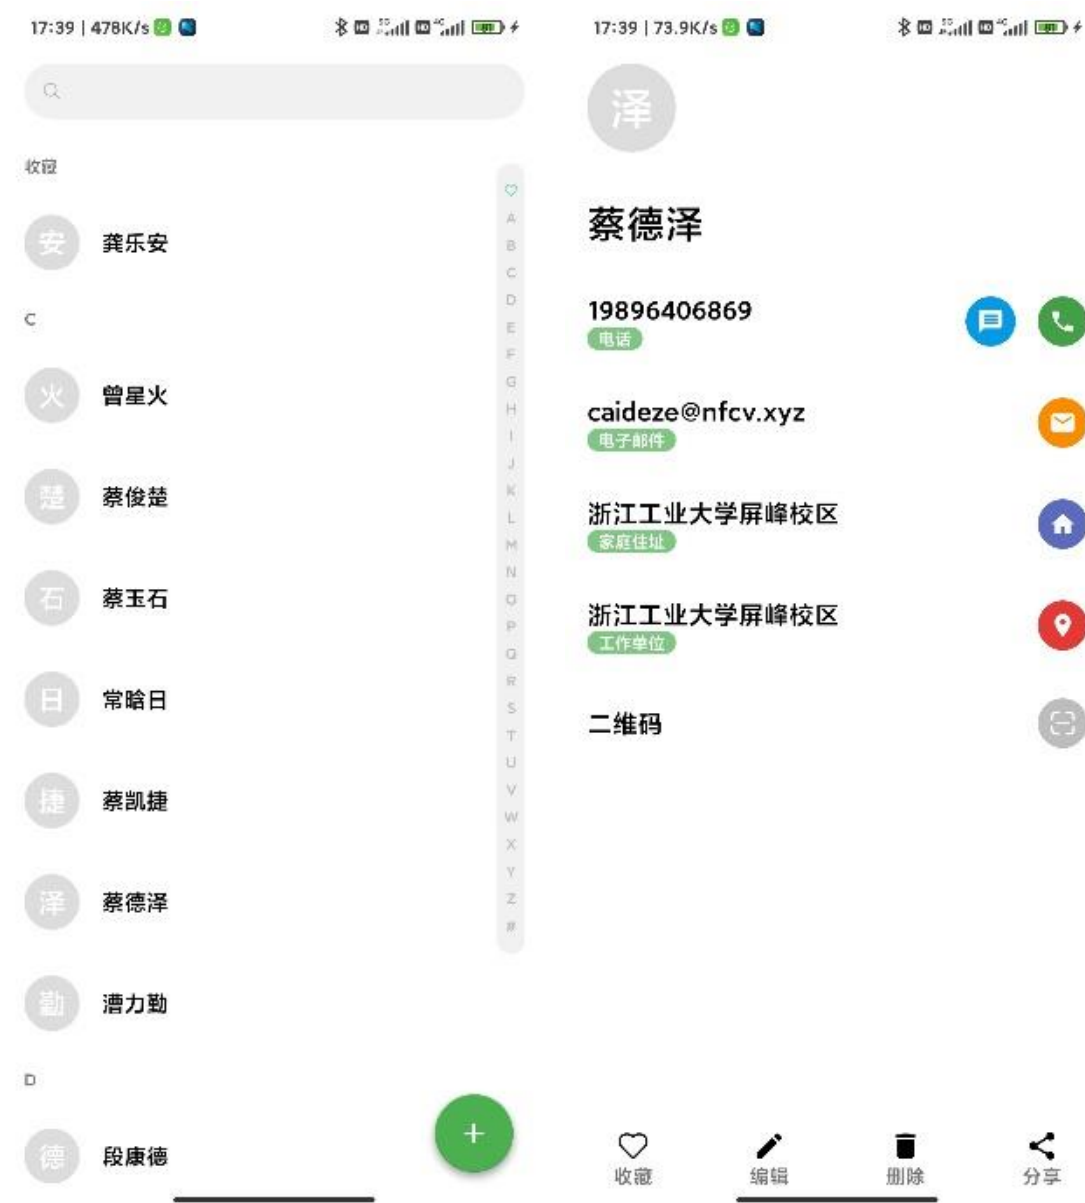 17:39 | 478K/s
收藏
安 龚乐安
C
火 曾星火
楚 蔡俊楚
石 蔡玉石
日 常晗日
捷 蔡凯捷
泽 蔡德泽
勤 漕力勤
D
德 段康德
+
A
B
C
D
E
F
G
H
I
J
K
L
M
N
O
P
Q
R
S
T
U
V
W
X
Y
Z
#
17:39 | 73.9K/s
泽
蔡德泽
19896406869
电话
caideze@nfcv.xyz
电子邮件
浙江工业大学屏峰校区
家庭住址
浙江工业大学屏峰校区
工作单位
二维码
收藏 编辑 删除 分享